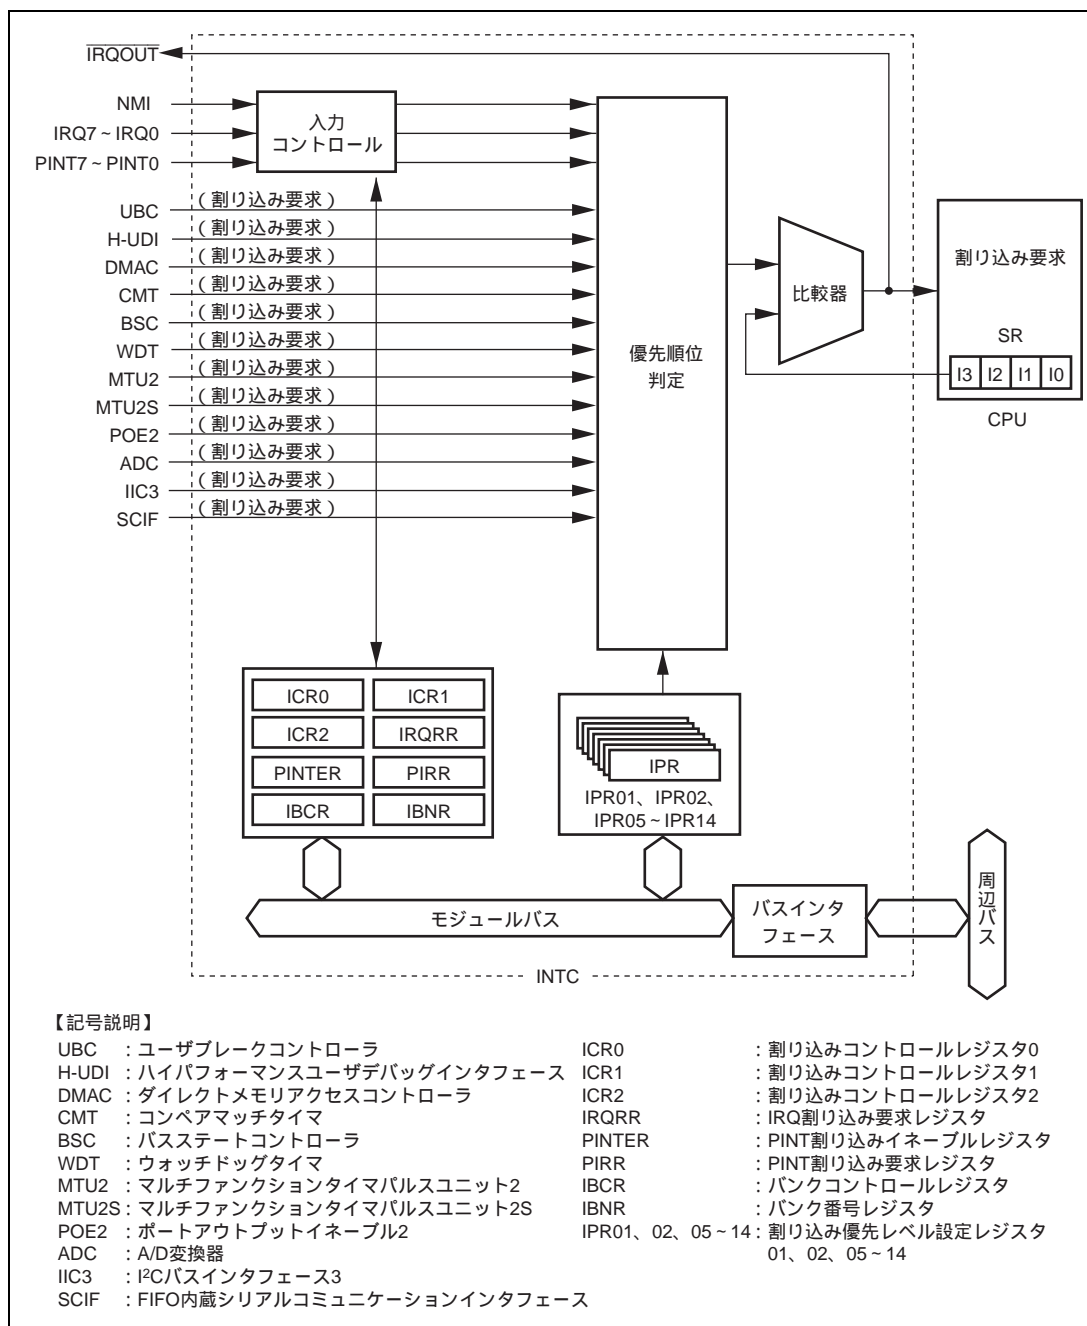 IRQOUT
NMI
IRQ7～IRQ0
PINT7～PINT0
入力
コントロール
UBC
(割り込み要求)
H-UDI
(割り込み要求)
DMAC
(割り込み要求)
CMT
(割り込み要求)
BSC
(割り込み要求)
WDT
(割り込み要求)
MTU2
(割り込み要求)
MTU2S
(割り込み要求)
POE2
(割り込み要求)
ADC
(割り込み要求)
IIC3
(割り込み要求)
SCIF
(割り込み要求)
優先順位
判定
比較器
割り込み要求
SR
I3 I2 I1 I0
CPU
ICR0 ICR1
ICR2 IRQRR
PINTER PIRR
IBCR IBNR
IPR
IPR01、IPR02、
IPR05～IPR14
モジュールバス
バスインタ
フェース
周辺バス
INTC
【記号説明】
UBC ：ユーザブレークコントローラ
H-UDI ：ハイパフォーマンスユーザデバッグインタフェース
DMAC ：ダイレクトメモリアクセスコントローラ
CMT ：コンペアマッチタイマ
BSC ：バスステートコントローラ
WDT ：ウォッチドッグタイマ
MTU2 ：マルチファンクションタイマパルスユニット2
MTU2S：マルチファンクションタイマパルスユニット2S
POE2 ：ポートアウトプットイネーブル2
ADC ：A/D変換器
IIC3 ：I²Cバスインタフェース3
SCIF ：FIFO内蔵シリアルコミュニケーションインタフェース
ICR0 ：割り込みコントロールレジスタ0
ICR1 ：割り込みコントロールレジスタ1
ICR2 ：割り込みコントロールレジスタ2
IRQRR ：IRQ割り込み要求レジスタ
PINTER ：PINT割り込みイネーブルレジスタ
PIRR ：PINT割り込み要求レジスタ
IBCR ：バンクコントロールレジスタ
IBNR ：バンク番号レジスタ
IPR01、02、05～14：割り込み優先レベル設定レジスタ
01、02、05～14